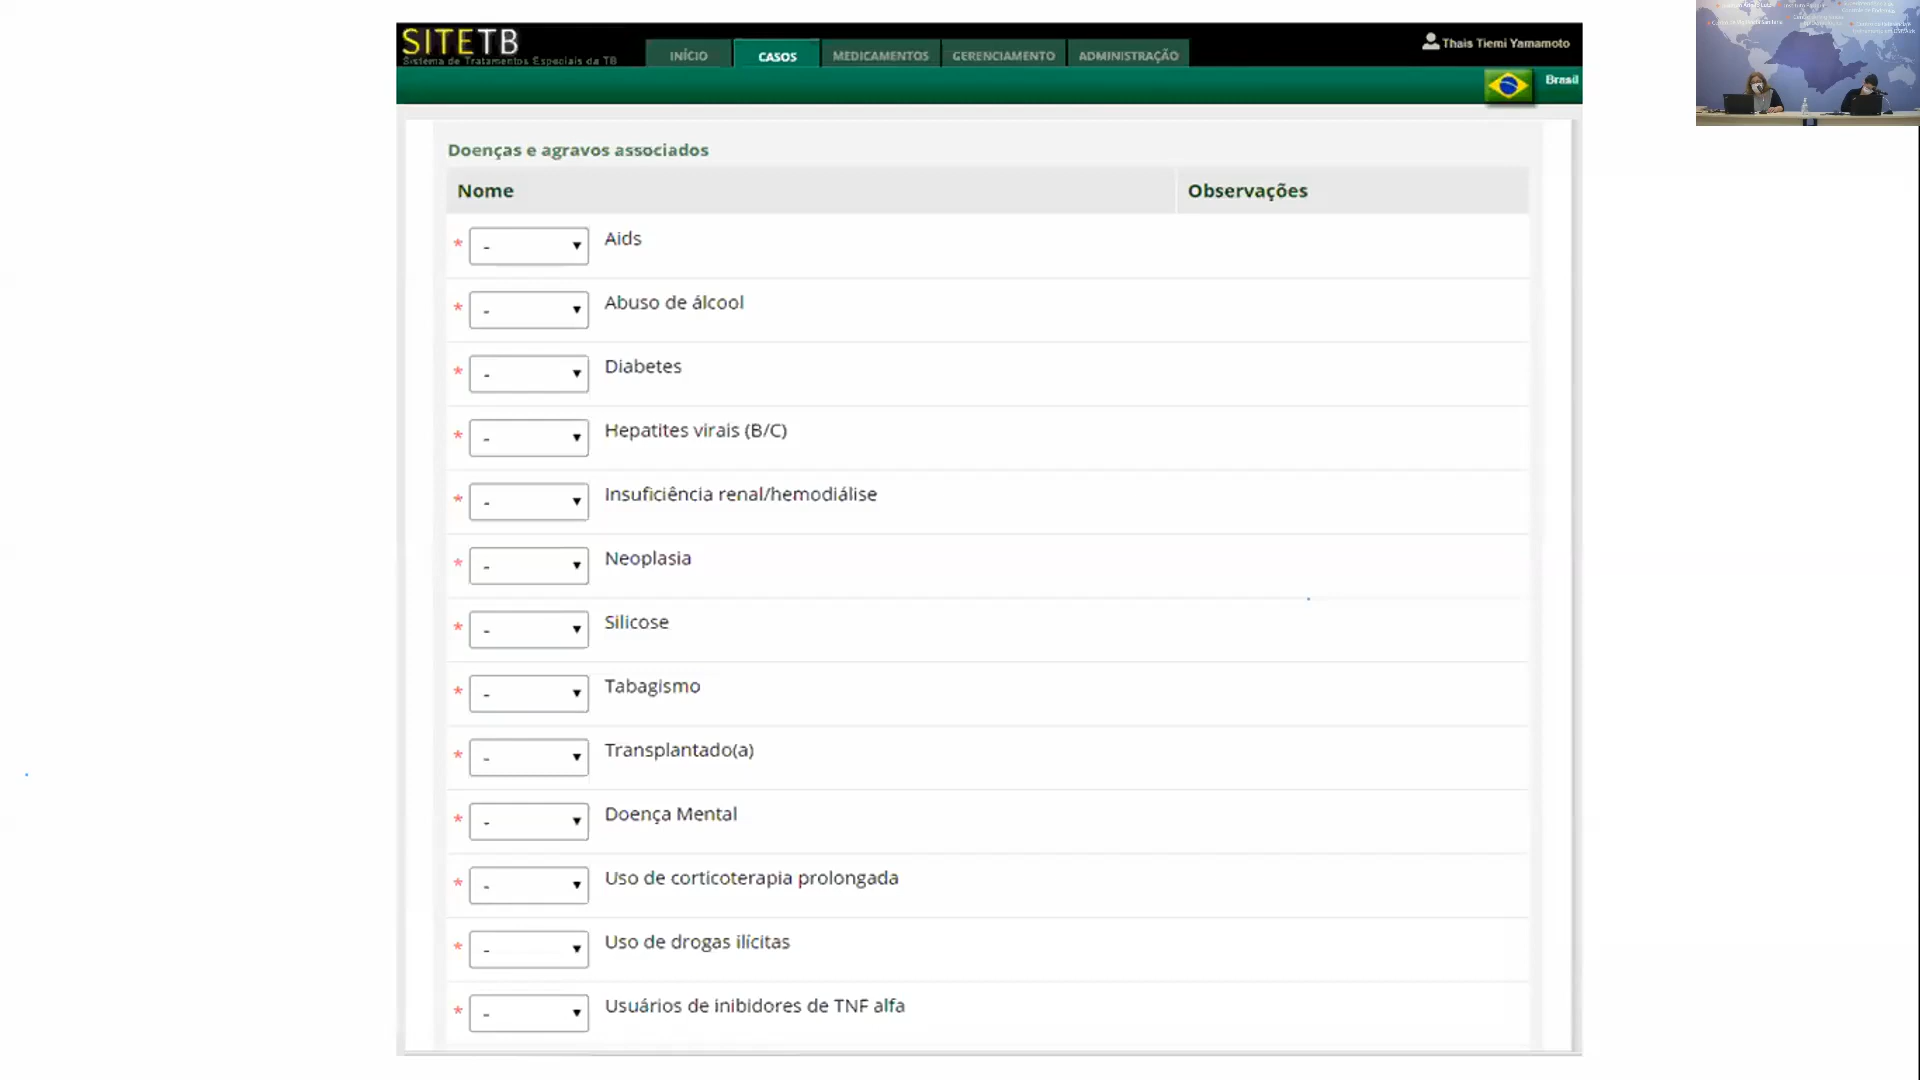 SITETB
Sistema de Tratamentos Especiais da TB
INÍCIO
CASOS
MEDICAMENTOS
GERENCIAMENTO
ADMINISTRAÇÃO
Thais Tiemi Yamamoto
Brasil
Doenças e agravos associados
Nome
Observações
* - Aids
* - Abuso de álcool
* - Diabetes
* - Hepatites virais (B/C)
* - Insuficiência renal/hemodiálise
* - Neoplasia
* - Silicose
* - Tabagismo
* - Transplantado(a)
* - Doença Mental
* - Uso de corticoterapia prolongada
* - Uso de drogas ilícitas
* - Usuários de inibidores de TNF alfa